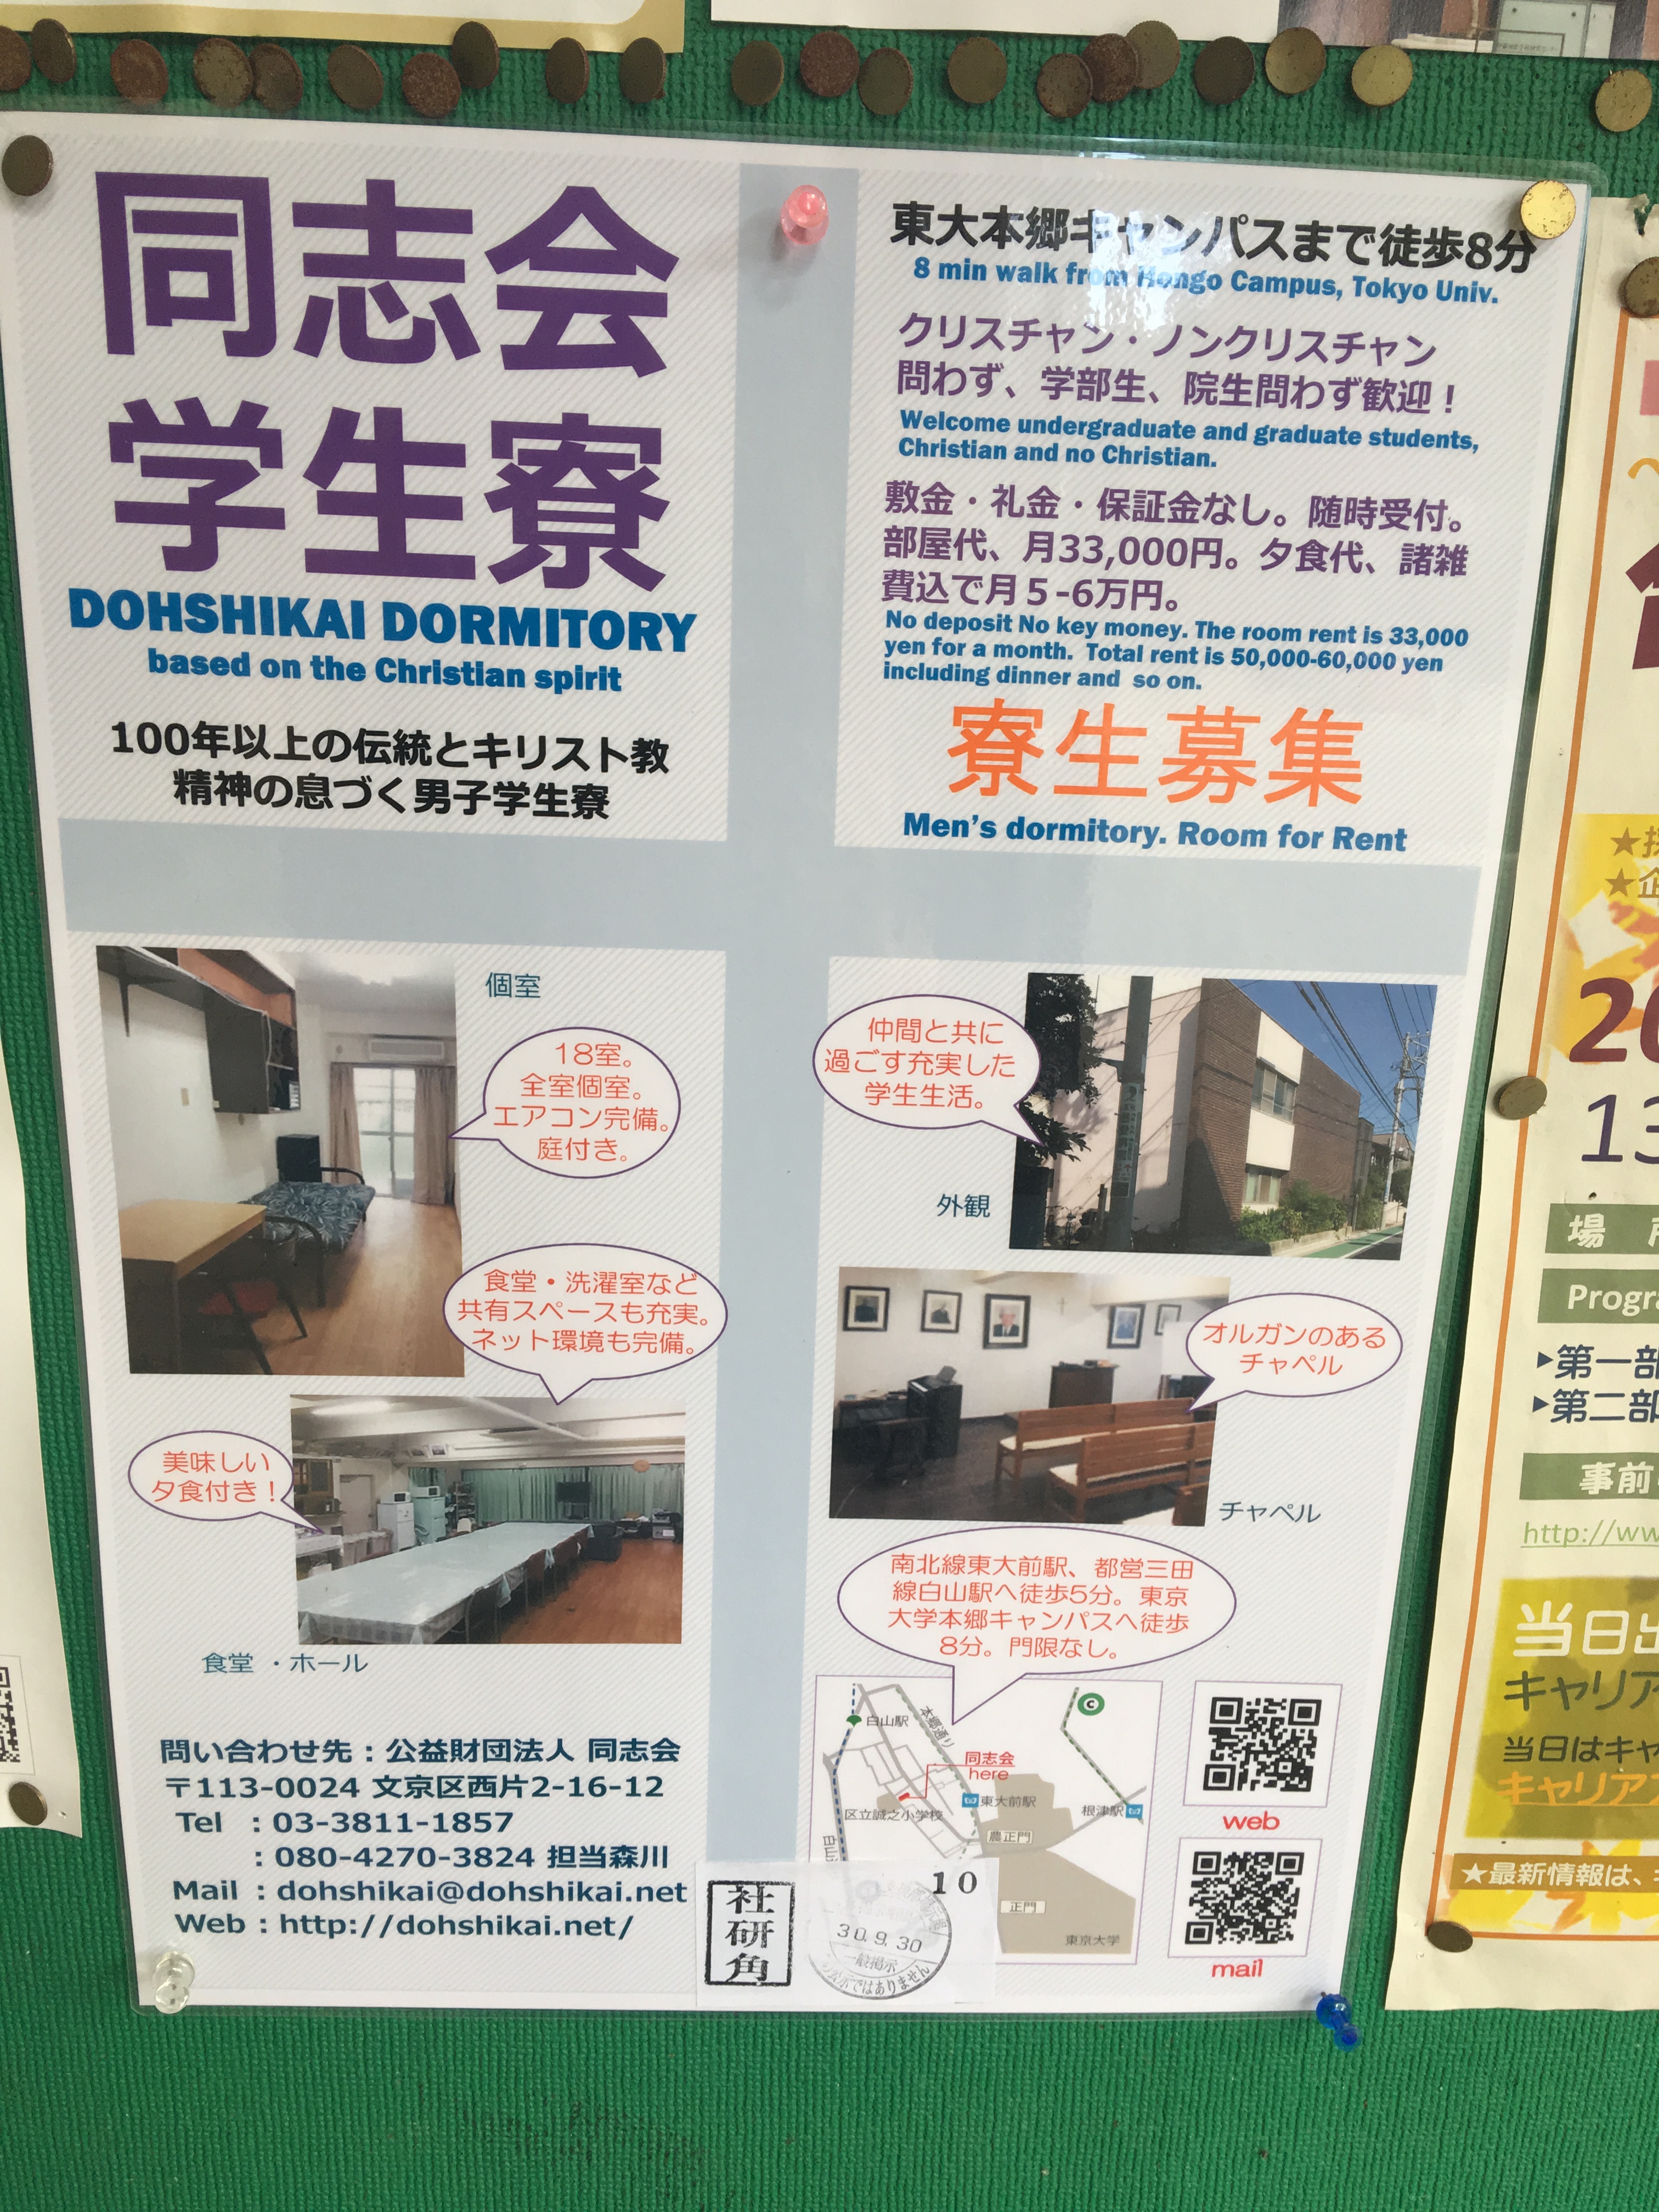 同志会
学生寮
DOHSHIKAI DORMITORY
based on the Christian spirit
100年以上の伝統とキリスト教
精神の息づく男子学生寮
東大本郷キャンパスまで徒歩8分
8 min walk from Hongo Campus, Tokyo Univ.
クリスチャン・ノンクリスチャン
問わず、学部生、院生問わず歓迎！
Welcome undergraduate and graduate students,
Christian and no Christian.
敷金・礼金・保証金なし。随時受付。
部屋代、月33,000円。夕食代、諸雑
費込で月５-6万円。
No deposit No key money. The room rent is 33,000
yen for a month. Total rent is 50,000-60,000 yen
including dinner and so on.
寮生募集
Men's dormitory. Room for Rent
個室
18室。
全室個室。
エアコン完備。
庭付き。
食堂・洗濯室など
共有スペースも充実。
ネット環境も完備。
美味しい
夕食付き！
食堂 ・ホール
仲間と共に
過ごす充実した
学生生活。
外観
オルガンのある
チャペル
チャペル
南北線東大前駅、都営三田
線白山駅へ徒歩5分。東京
大学本郷キャンパスへ徒歩
8分。門限なし。
白山駅
本郷通り
同志会
here
東大前駅
区立誠之小学校
根津駅
農正門
正門
東京大学
web
mail
問い合わせ先：公益財団法人 同志会
〒113-0024 文京区西片2-16-12
Tel ：03-3811-1857
：080-4270-3824 担当森川
Mail ：dohshikai@dohshikai.net
Web：http://dohshikai.net/
社研角
10
30.9.30
一般掲示
ではありません
★
★
20
13
場
Progra
▶第一部
▶第二部
事前
http://ww
当日
キャリア
当日はキャ
キャリア
★最新情報は、